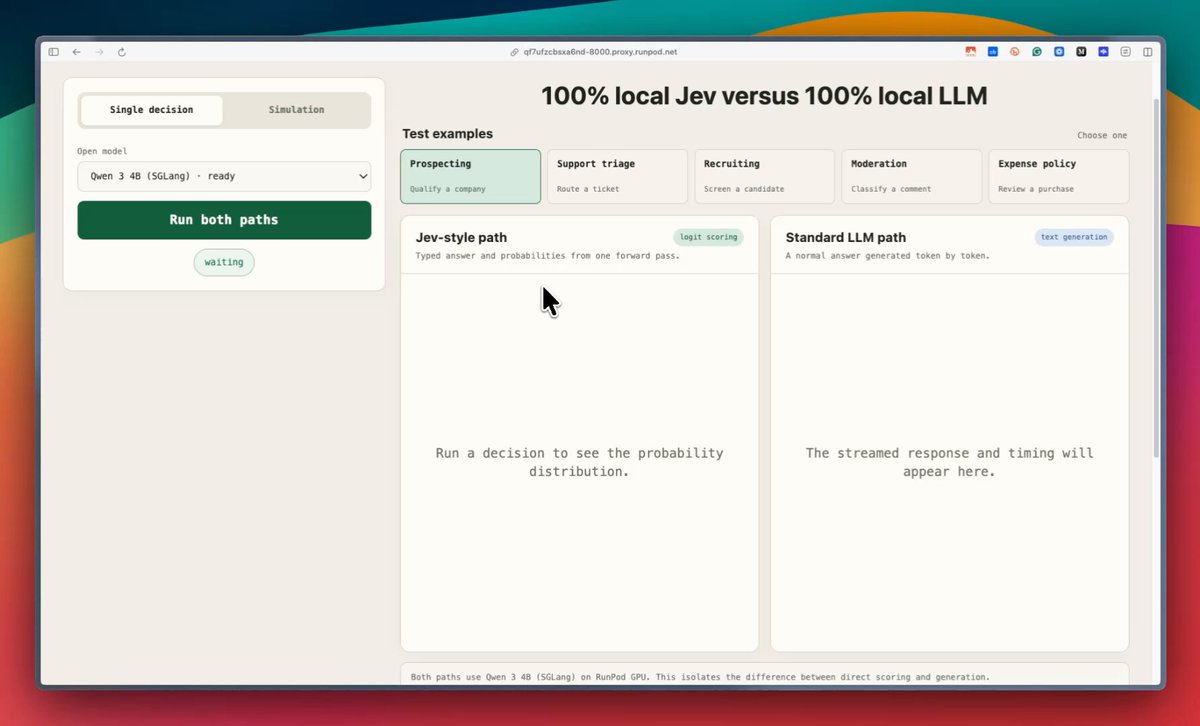 qf7ufzcbsxa6nd-8000.proxy.runpod.net
Single decision
Simulation
Open model
Qwen 3 4B (SGLang) · ready
Run both paths
waiting
100% local Jev versus 100% local LLM
Test examples
Choose one
Prospecting
Qualify a company
Support triage
Route a ticket
Recruiting
Screen a candidate
Moderation
Classify a comment
Expense policy
Review a purchase
Jev-style path
logit scoring
Typed answer and probabilities from one forward pass.
Run a decision to see the probability
distribution.
Standard LLM path
text generation
A normal answer generated token by token.
The streamed response and timing will
appear here.
Both paths use Qwen 3 4B (SGLang) on RunPod GPU. This isolates the difference between direct scoring and generation.